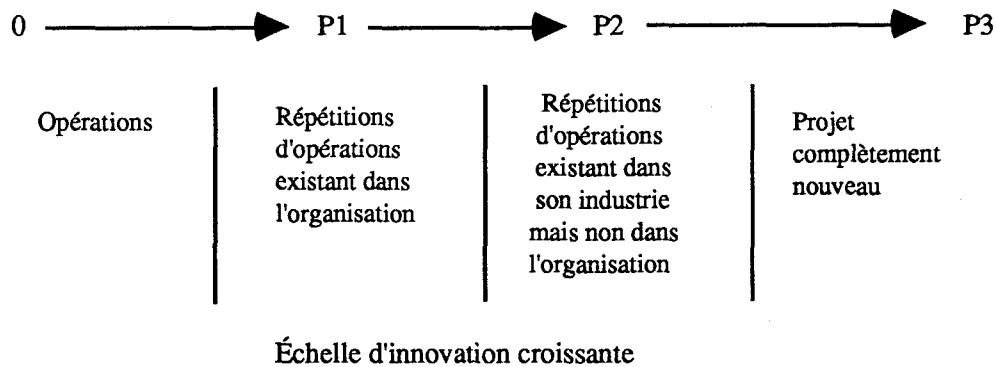 0 P1 P2 P3
Opérations
Répétitions
d'opérations
existant dans
l'organisation
Répétitions
d'opérations
existant dans
son industrie
mais non dans
l'organisation
Projet
complètement
nouveau
Échelle d'innovation croissante